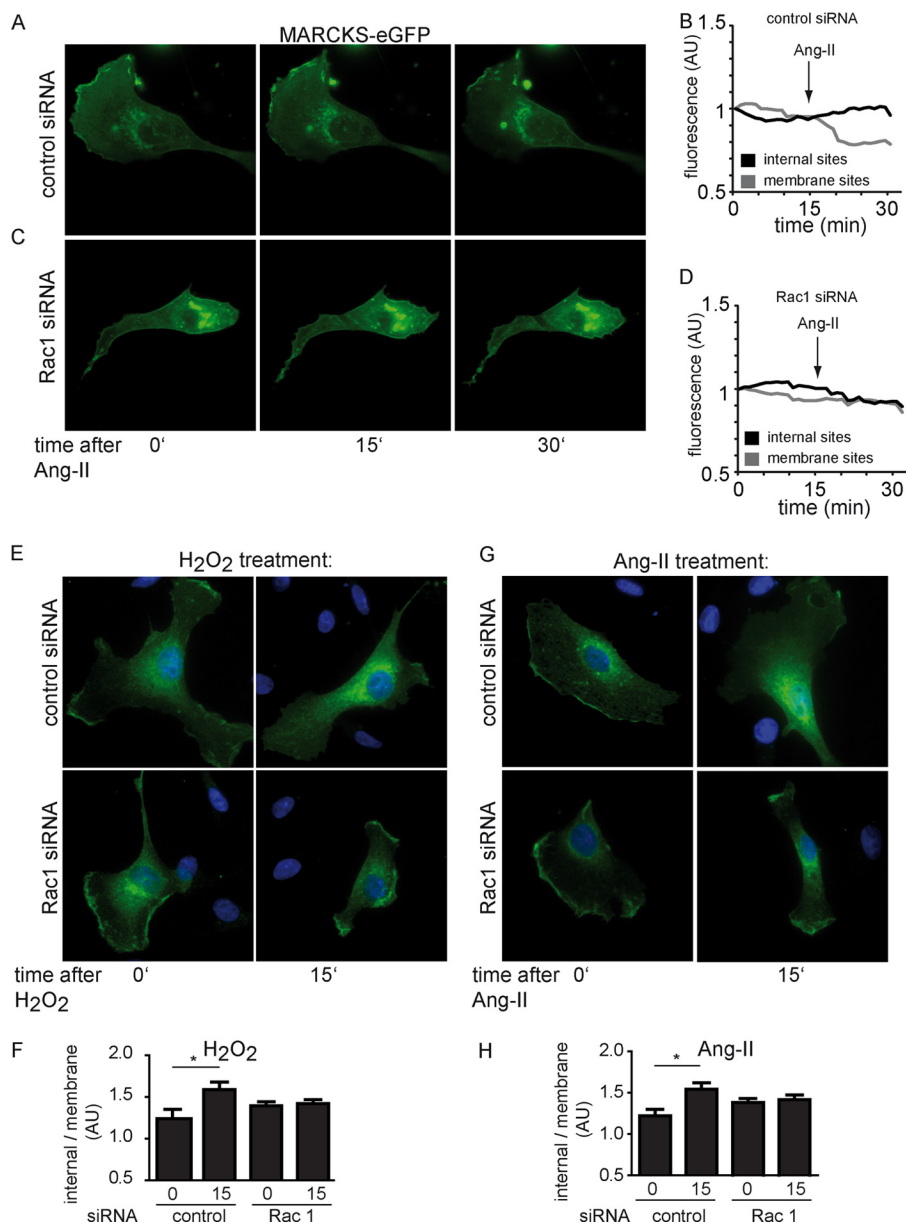 A
MARCKS-eGFP
control siRNA
B
control siRNA
Ang-II
fluorescence (AU)
1.5
1
0.5
internal sites
membrane sites
0
15
30
time (min)
C
Rac1 siRNA
time after
Ang-II
0‘
15‘
30‘
D
Rac1 siRNA
Ang-II
fluorescence (AU)
1.5
1
0.5
internal sites
membrane sites
0
15
30
time (min)
E
H2O2 treatment:
control siRNA
Rac1 siRNA
time after
H2O2
0‘
15‘
G
Ang-II treatment:
control siRNA
Rac1 siRNA
time after
Ang-II
0‘
15‘
F
H2O2
internal / membrane
(AU)
2.0
1.5
1.0
0.5
*
0 15 0 15
siRNA control Rac 1
H
Ang-II
internal / membrane
(AU)
2.0
1.5
1.0
0.5
*
0 15 0 15
siRNA control Rac 1